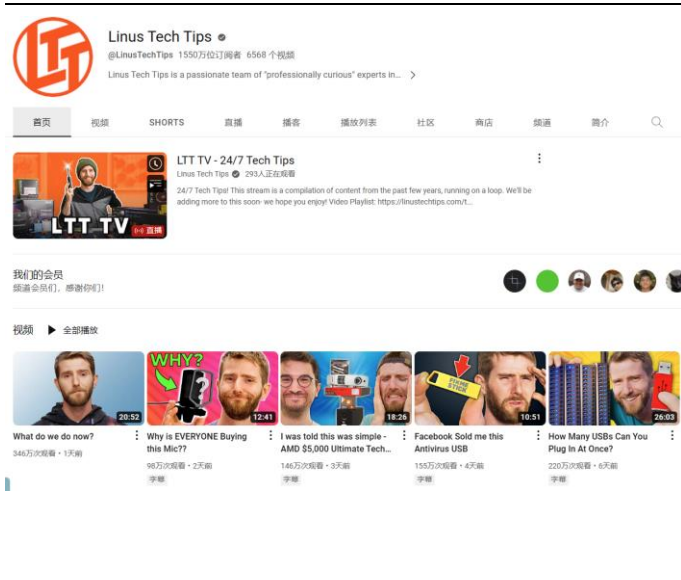 LTT
Linus Tech Tips
@LinusTechTips 1550万位订阅者 6568 个视频
Linus Tech Tips is a passionate team of "professionally curious" experts in...
首页 视频 SHORTS 直播 播客 播放列表 社区 商店 频道 简介
LTT TV
直播
LTT TV - 24/7 Tech Tips
Linus Tech Tips 293人正在观看
24/7 Tech Tips! This stream is a compilation of content from the past few years, running on a loop. We'll be
adding more to this soon- we hope you enjoy! Video Playlist: https://linustechtips.com/t...
我们的会员
频道会员们，感谢你们！
视频 全部播放
20:52
What do we do now?
346万次观看・1天前
WHY?
12:41
Why is EVERYONE Buying
this Mic??
98万次观看・2天前
字幕
18:26
I was told this was simple -
AMD $5,000 Ultimate Tech...
146万次观看・3天前
字幕
FIXME
STICK
10:51
Facebook Sold me this
Antivirus USB
155万次观看・4天前
字幕
26:03
How Many USBs Can You
Plug In At Once?
220万次观看・6天前
字幕